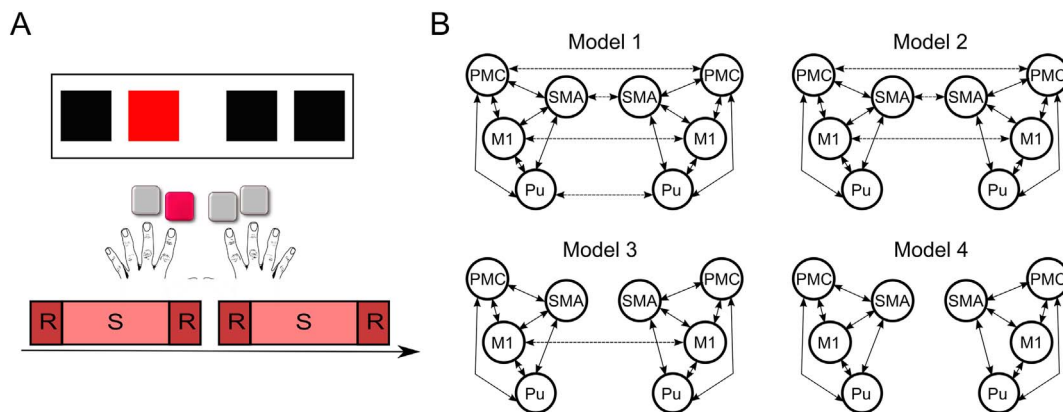 A
R S R R S R
B
Model 1 Model 2
PMC PMC PMC PMC
SMA SMA SMA SMA
M1 M1 M1 M1
Pu Pu Pu Pu
Model 3 Model 4
PMC PMC PMC PMC
SMA SMA SMA SMA
M1 M1 M1 M1
Pu Pu Pu Pu